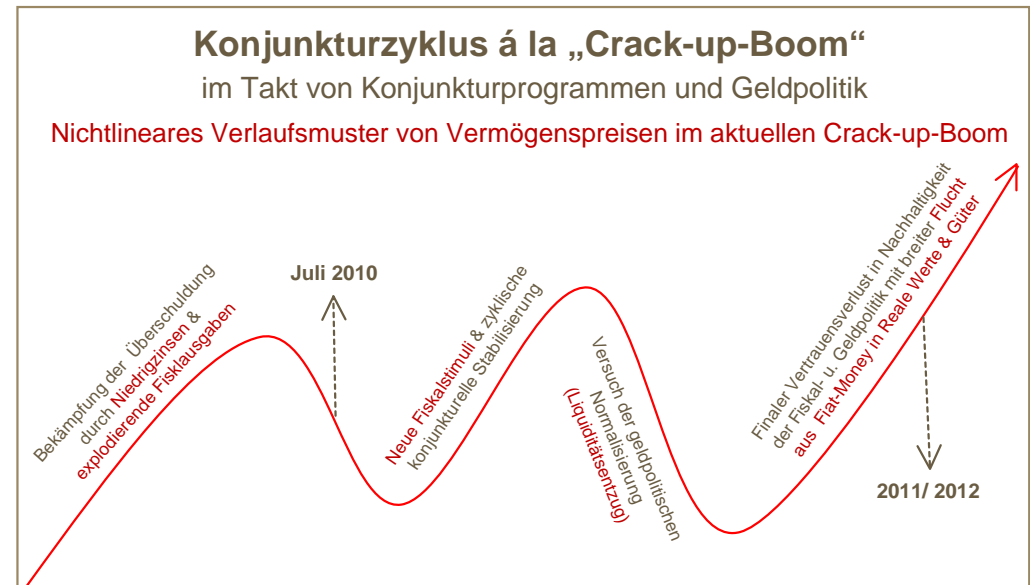 Konjunkturzyklus á la „Crack-up-Boom“
im Takt von Konjunkturprogrammen und Geldpolitik
Nichtlineares Verlaufsmuster von Vermögenspreisen im aktuellen Crack-up-Boom
Bekämpfung der Überschuldung
durch Niedrigzinsen &
explodierende Fisklausgaben
Juli 2010
Neue Fiskalstimuli & zyklische
konjunkturelle Stabilisierung
Versuch der geldpolitischen
Normalisierung
(Liquiditätsentzug)
Finaler Vertrauensverlust in Nachhaltigkeit
der Fiskal- u. Geldpolitik mit breiter Flucht
aus Fiat-Money in Reale Werte & Güter
2011/ 2012